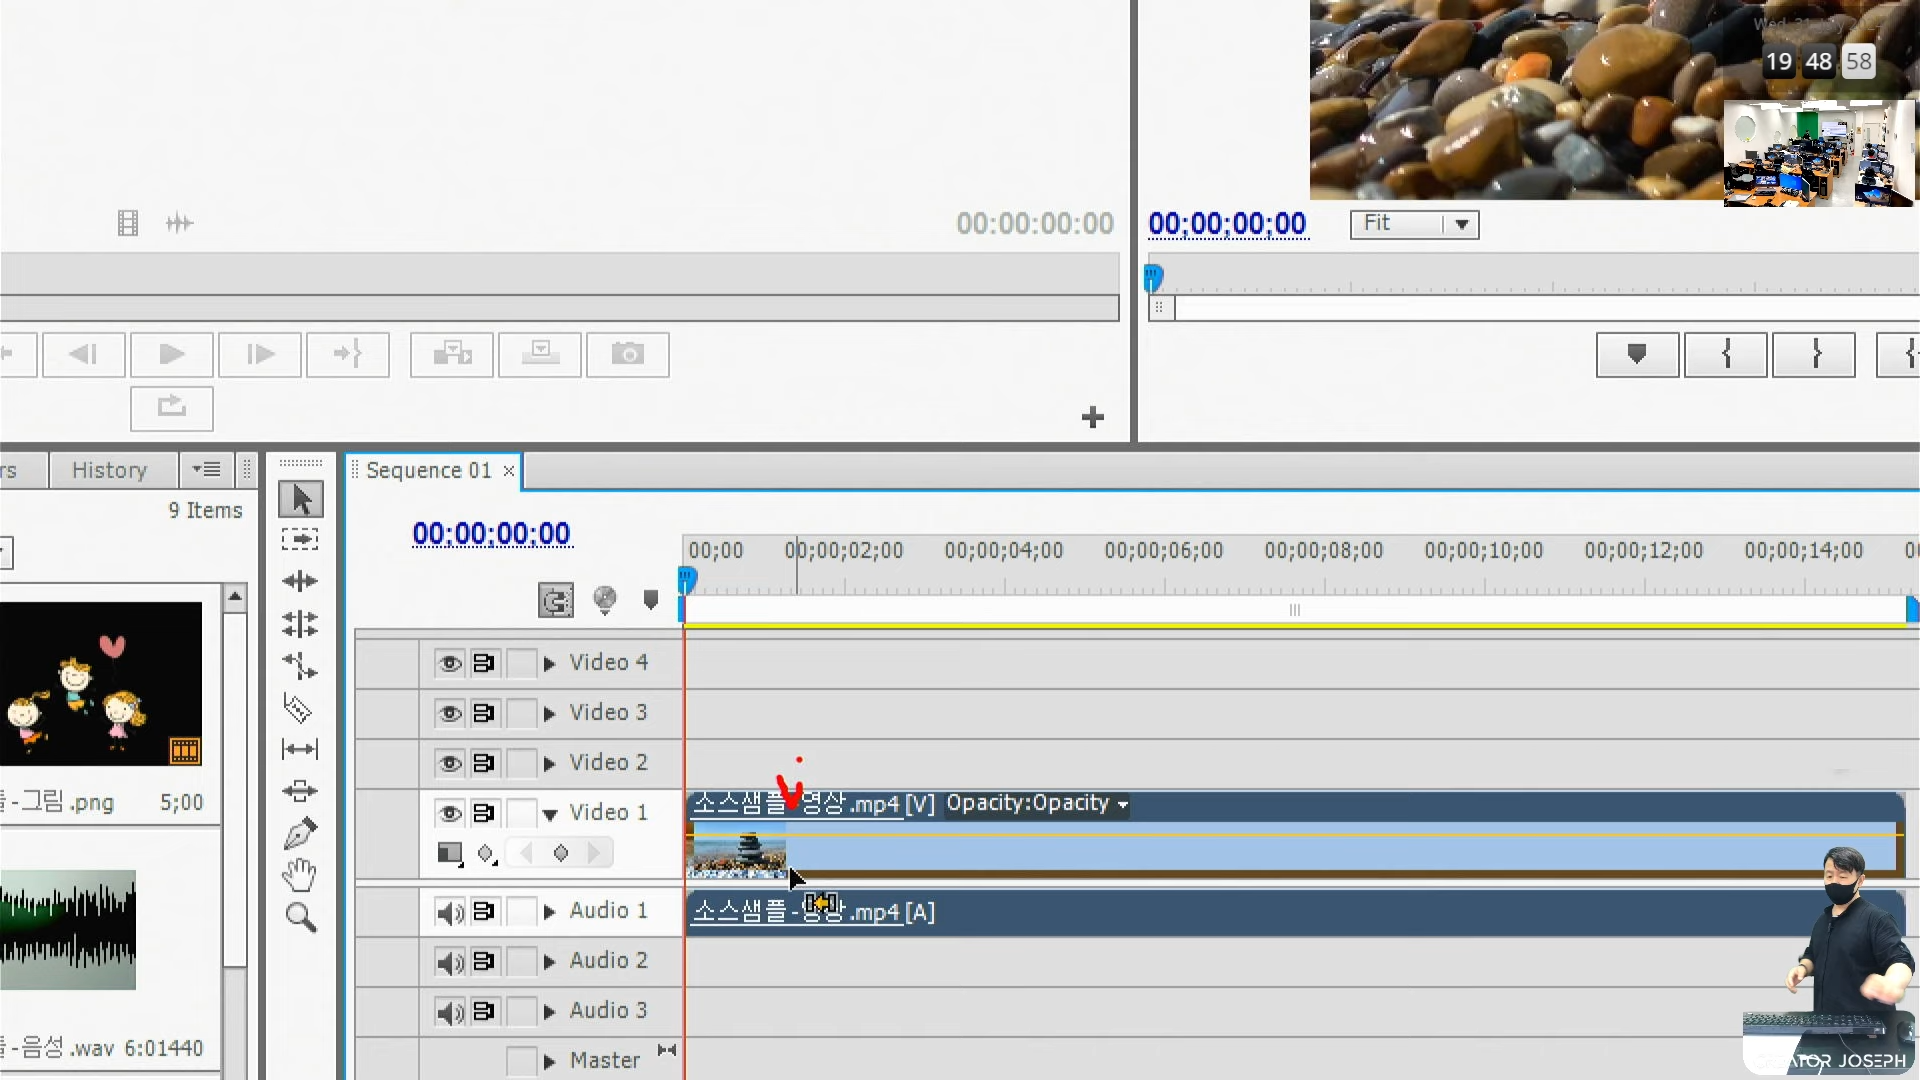 19 48 58
00:00:00:00
00;00;00;00
Fit
History
Sequence 01
9 Items
00;00;00;00
00;00
00;00;02;00
00;00;04;00
00;00;06;00
00;00;08;00
00;00;10;00
00;00;12;00
00;00;14;00
Video 4
Video 3
Video 2
Video 1
소스샘플-영상.mp4 [V] Opacity:Opacity
-그림.png 5;00
Audio 1
소스샘플-영상.mp4 [A]
Audio 2
Audio 3
-음성.wav 6:01440
Master
JOSEPH